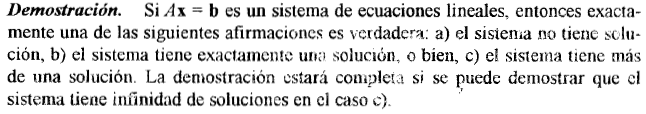 Demostración. Si Ax = b es un sistema de ecuaciones lineales, entonces exacta-
mente una de las siguientes afirmaciones es verdadera: a) el sistema no tiene solu-
ción, b) el sistema tiene exactamente una solución, o bien, c) el sistema tiene más
de una solución. La demostración estará completa si se puede demostrar que el
sistema tiene infinidad de soluciones en el caso c).